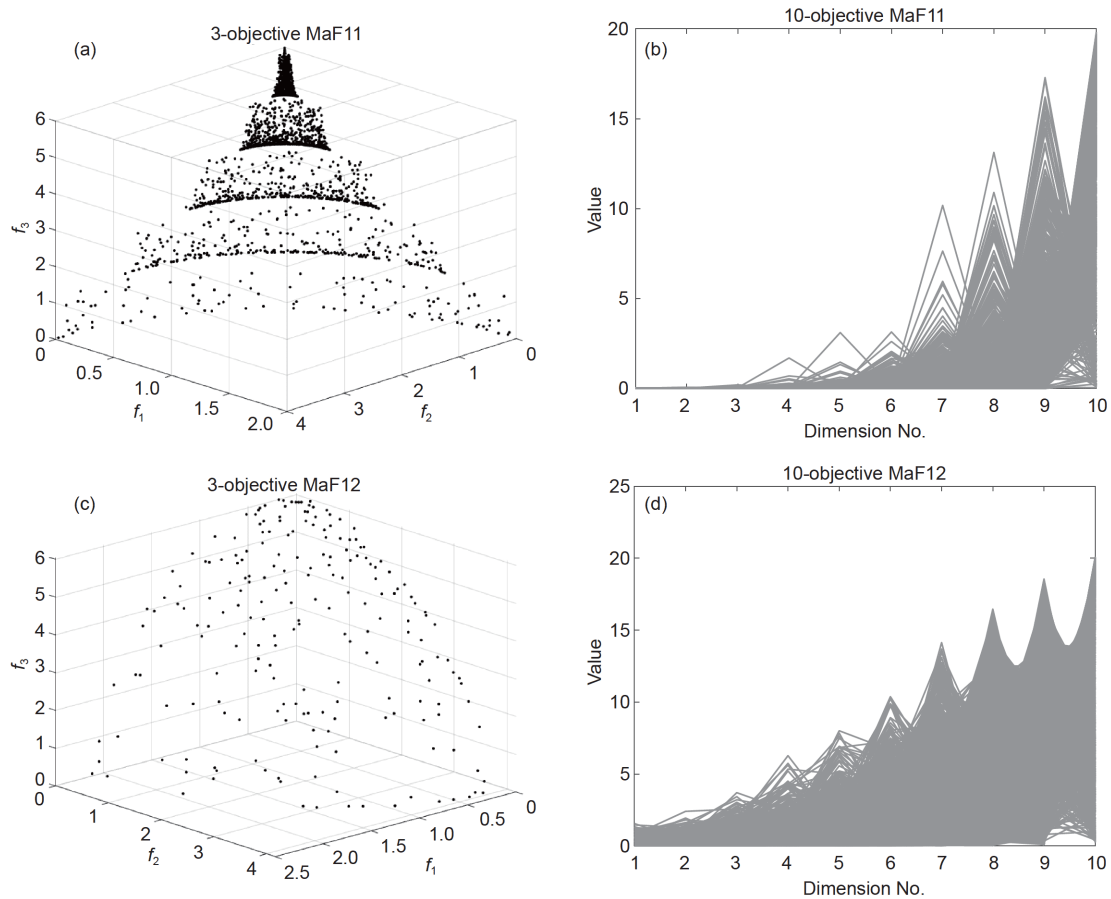 (a)
3-objective MaF11
6
5
4
3
2
1
0
f3
0
0.5
1.0
1.5
2.0
f1
4
3
2
1
0
f2
10-objective MaF11
(b)
20
15
10
5
0
Value
1 2 3 4 5 6 7 8 9 10
Dimension No.
(c)
3-objective MaF12
6
5
4
3
2
1
0
f3
0
1
2
3
4
f2
2.5
2.0
1.5
1.0
0.5
0
f1
10-objective MaF12
(d)
25
20
15
10
5
0
Value
1 2 3 4 5 6 7 8 9 10
Dimension No.